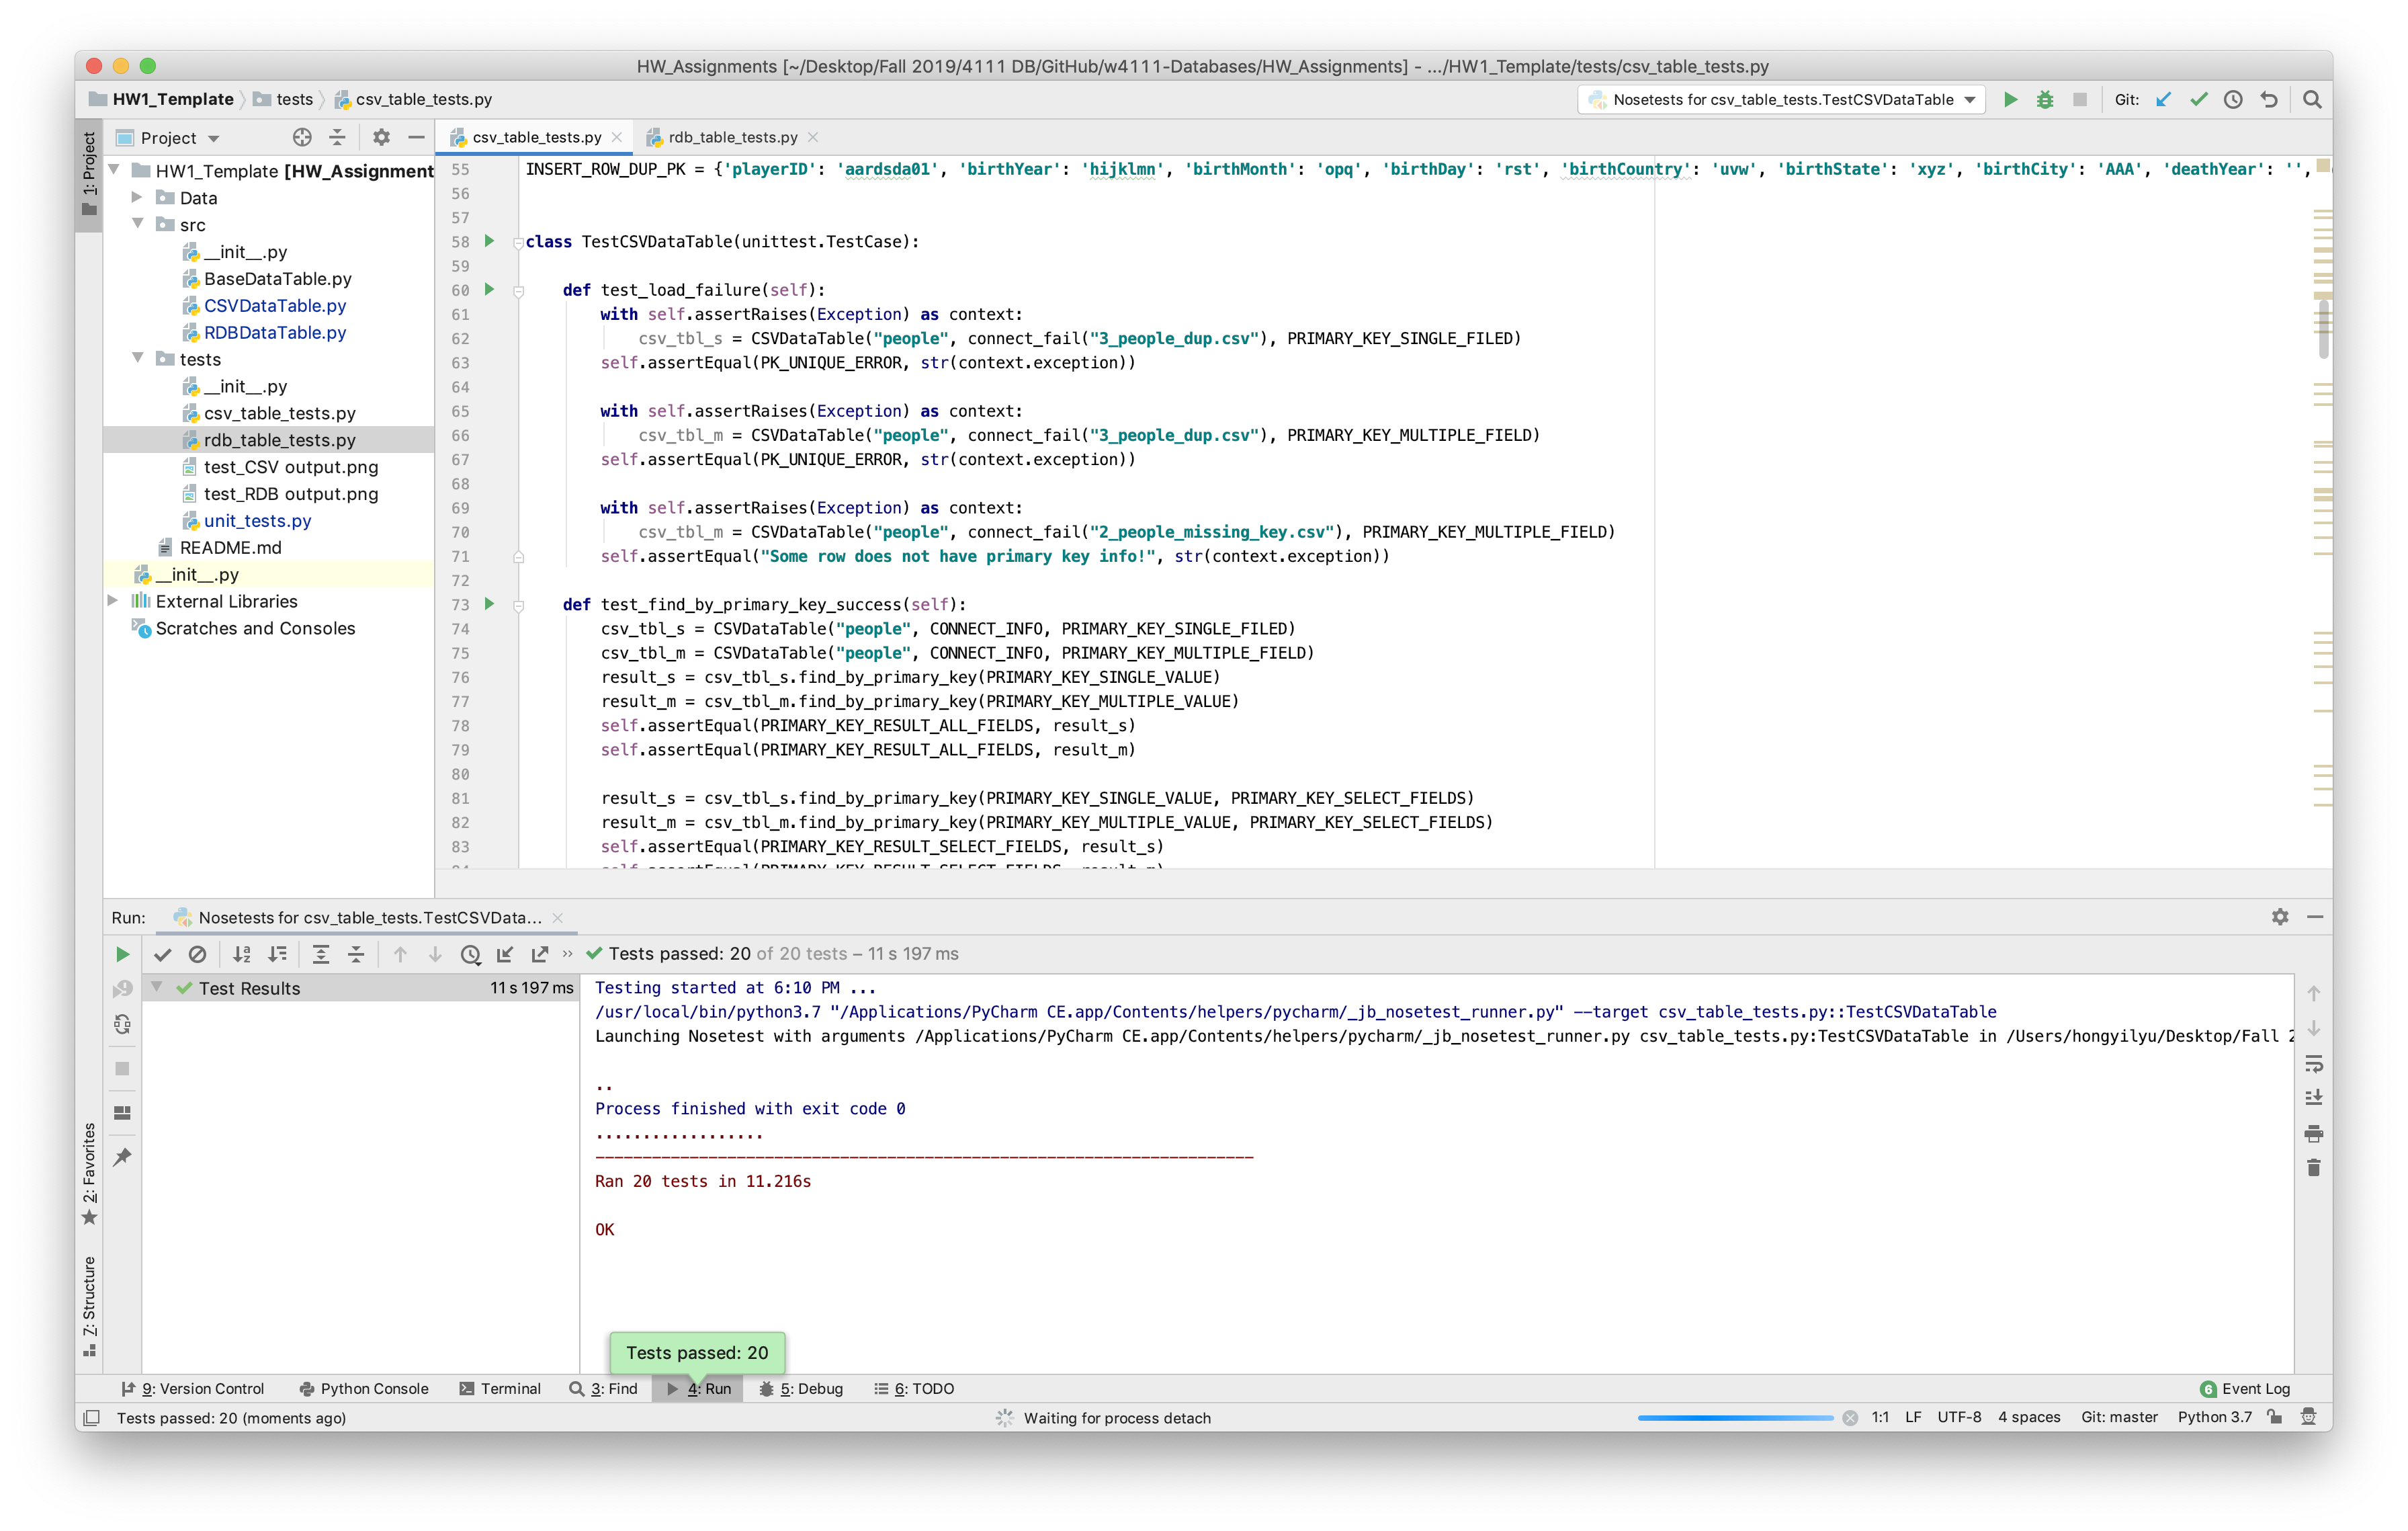 HW_Assignments [~/Desktop/Fall 2019/4111 DB/GitHub/w4111-Databases/HW_Assignments] - .../HW1_Template/tests/csv_table_tests.py
HW1_Template tests csv_table_tests.py
Nosetests for csv_table_tests.TestCSVDataTable
Git:
1: Project
Project
csv_table_tests.py
rdb_table_tests.py
HW1_Template [HW_Assignment
Data
src
__init__.py
BaseDataTable.py
CSVDataTable.py
RDBDataTable.py
tests
__init__.py
csv_table_tests.py
rdb_table_tests.py
test_CSV output.png
test_RDB output.png
unit_tests.py
README.md
__init__.py
External Libraries
Scratches and Consoles
55 INSERT_ROW_DUP_PK = {'playerID': 'aardsda01', 'birthYear': 'hijklmn', 'birthMonth': 'opq', 'birthDay': 'rst', 'birthCountry': 'uvw', 'birthState': 'xyz', 'birthCity': 'AAA', 'deathYear': '',
56
57
58 class TestCSVDataTable(unittest.TestCase):
59
60 def test_load_failure(self):
61 with self.assertRaises(Exception) as context:
62 csv_tbl_s = CSVDataTable("people", connect_fail("3_people_dup.csv"), PRIMARY_KEY_SINGLE_FILED)
63 self.assertEqual(PK_UNIQUE_ERROR, str(context.exception))
64
65 with self.assertRaises(Exception) as context:
66 csv_tbl_m = CSVDataTable("people", connect_fail("3_people_dup.csv"), PRIMARY_KEY_MULTIPLE_FIELD)
67 self.assertEqual(PK_UNIQUE_ERROR, str(context.exception))
68
69 with self.assertRaises(Exception) as context:
70 csv_tbl_m = CSVDataTable("people", connect_fail("2_people_missing_key.csv"), PRIMARY_KEY_MULTIPLE_FIELD)
71 self.assertEqual("Some row does not have primary key info!", str(context.exception))
72
73 def test_find_by_primary_key_success(self):
74 csv_tbl_s = CSVDataTable("people", CONNECT_INFO, PRIMARY_KEY_SINGLE_FILED)
75 csv_tbl_m = CSVDataTable("people", CONNECT_INFO, PRIMARY_KEY_MULTIPLE_FIELD)
76 result_s = csv_tbl_s.find_by_primary_key(PRIMARY_KEY_SINGLE_VALUE)
77 result_m = csv_tbl_m.find_by_primary_key(PRIMARY_KEY_MULTIPLE_VALUE)
78 self.assertEqual(PRIMARY_KEY_RESULT_ALL_FIELDS, result_s)
79 self.assertEqual(PRIMARY_KEY_RESULT_ALL_FIELDS, result_m)
80
81 result_s = csv_tbl_s.find_by_primary_key(PRIMARY_KEY_SINGLE_VALUE, PRIMARY_KEY_SELECT_FIELDS)
82 result_m = csv_tbl_m.find_by_primary_key(PRIMARY_KEY_MULTIPLE_VALUE, PRIMARY_KEY_SELECT_FIELDS)
83 self.assertEqual(PRIMARY_KEY_RESULT_SELECT_FIELDS, result_s)
Run: Nosetests for csv_table_tests.TestCSVData...
Tests passed: 20 of 20 tests – 11 s 197 ms
Test Results 11 s 197 ms
Testing started at 6:10 PM ...
/usr/local/bin/python3.7 "/Applications/PyCharm CE.app/Contents/helpers/pycharm/_jb_nosetest_runner.py" --target csv_table_tests.py::TestCSVDataTable
Launching Nosetest with arguments /Applications/PyCharm CE.app/Contents/helpers/pycharm/_jb_nosetest_runner.py csv_table_tests.py:TestCSVDataTable in /Users/hongyilyu/Desktop/Fall 2
..
Process finished with exit code 0
..................
----------------------------------------------------------------------
Ran 20 tests in 11.216s
OK
2: Favorites
Z: Structure
Tests passed: 20
9: Version Control
Python Console
Terminal
3: Find
4: Run
5: Debug
6: TODO
6 Event Log
Tests passed: 20 (moments ago)
Waiting for process detach
1:1 LF UTF-8 4 spaces Git: master Python 3.7